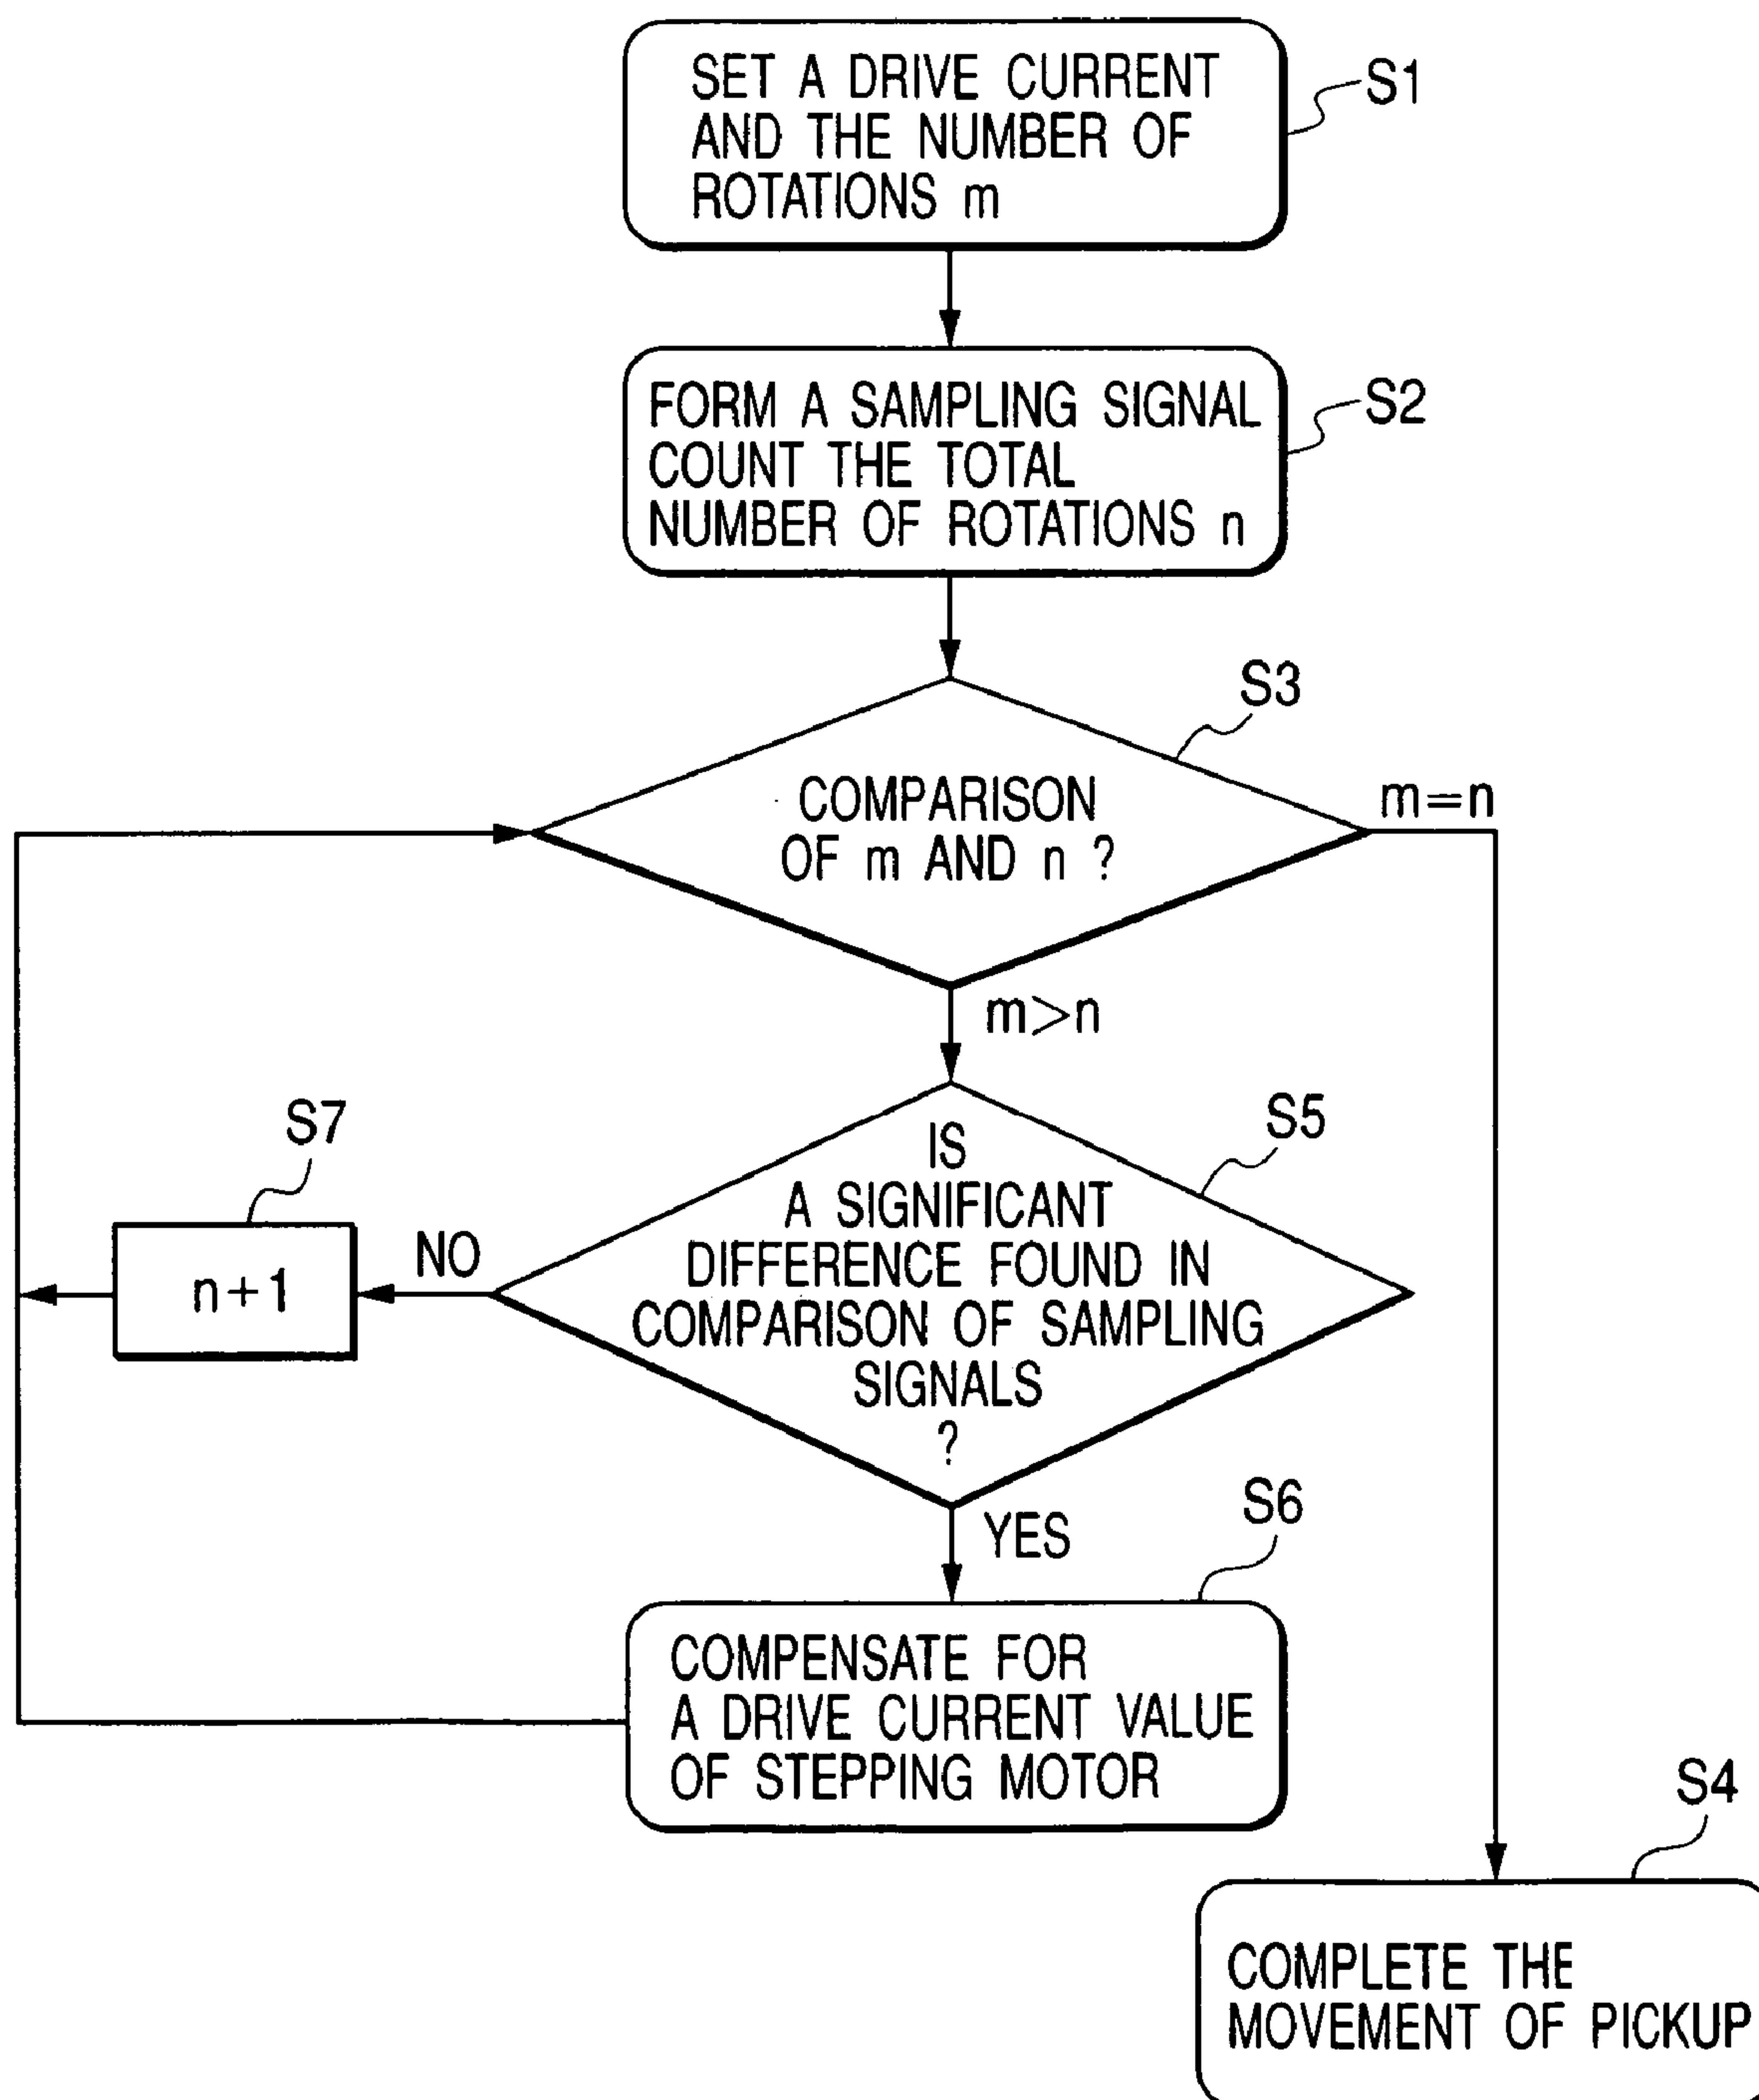 SET A DRIVE CURRENT
AND THE NUMBER OF
ROTATIONS m
S1
FORM A SAMPLING SIGNAL
COUNT THE TOTAL
NUMBER OF ROTATIONS n
S2
S3
COMPARISON
OF m AND n ?
m=n
m>n
S7
n+1
NO
S5
IS
A SIGNIFICANT
DIFFERENCE FOUND IN
COMPARISON OF SAMPLING
SIGNALS
?
YES
S6
COMPENSATE FOR
A DRIVE CURRENT VALUE
OF STEPPING MOTOR
S4
COMPLETE THE
MOVEMENT OF PICKUP